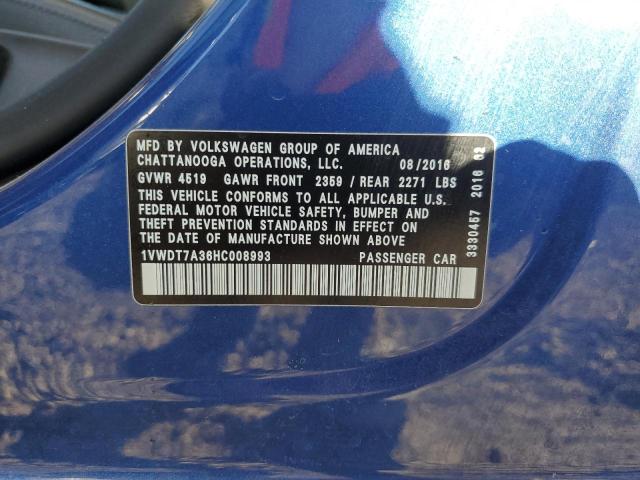 MFD BY VOLKSWAGEN GROUP OF AMERICA
CHATTANOOGA OPERATIONS, LLC. 08/2016
GVWR 4519 GAWR FRONT 2359 / REAR 2271 LBS
THIS VEHICLE CONFORMS TO ALL APPLICABLE U.S.
FEDERAL MOTOR VEHICLE SAFETY, BUMPER AND
THEFT PREVENTION STANDARDS IN EFFECT ON
THE DATE OF MANUFACTURE SHOWN ABOVE
1VWDT7A36HC008993 PASSENGER CAR
3330457 2016 62